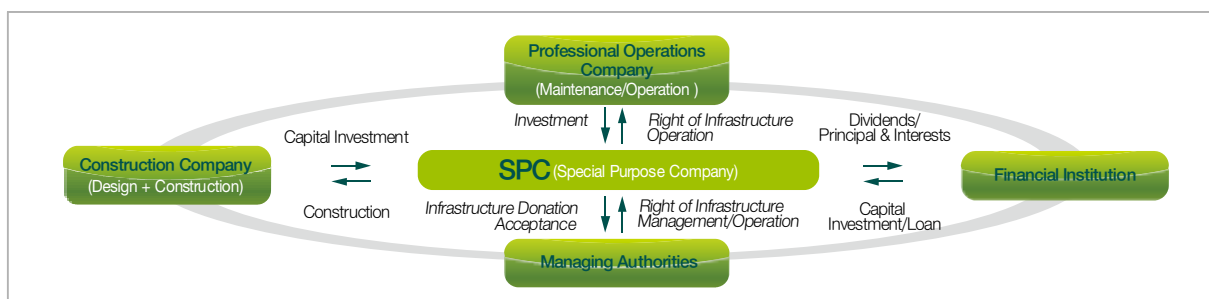 Professional Operations
Company
(Maintenance/Operation )
Investment
Right of Infrastructure
Operation
Capital Investment
Dividends/
Principal & Interests
Construction Company
(Design + Construction)
SPC (Special Purpose Company)
Financial Institution
Construction
Infrastructure Donation
Acceptance
Right of Infrastructure
Management/Operation
Capital
Investment/Loan
Managing Authorities